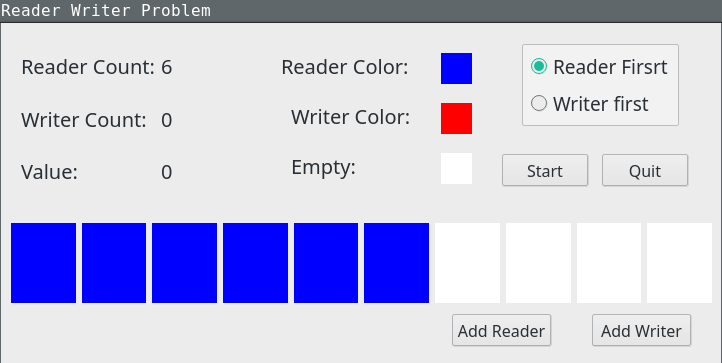 Reader Writer Problem
Reader Count: 6
Reader Color:
Reader Firsrt
Writer Count: 0
Writer Color:
Writer first
Value: 0
Empty:
Start
Quit
Add Reader
Add Writer